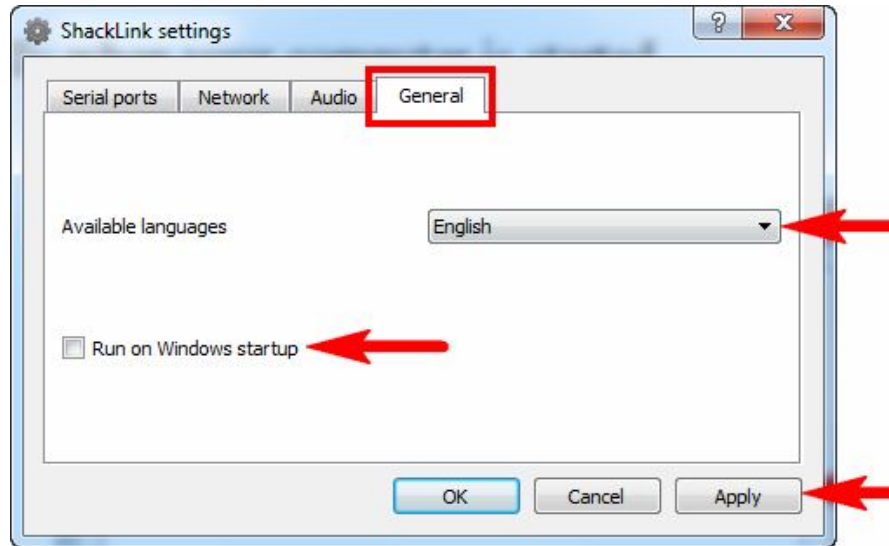 ShackLink settings
Serial ports Network Audio General
Available languages English
Run on Windows startup
OK Cancel Apply